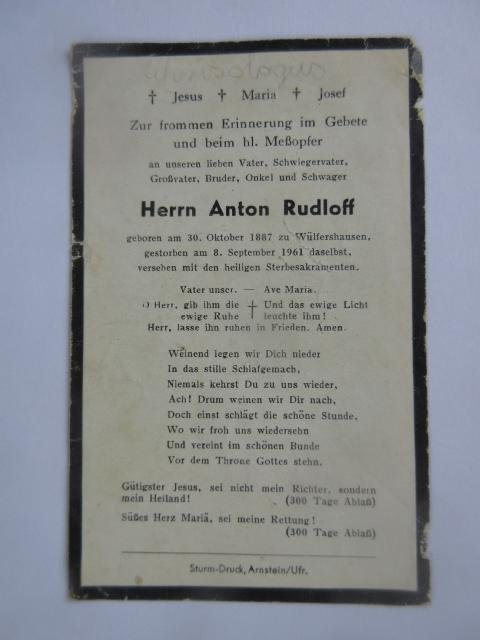 † Jesus † Maria † Josef
Zur frommen Erinnerung im Gebete
und beim hl. Meßopfer
an unseren lieben Vater, Schwiegervater,
Großvater, Bruder, Onkel und Schwager
Herrn Anton Rudloff
geboren am 30. Oktober 1887 zu Wülfershausen,
gestorben am 8. September 1961 daselbst,
versehen mit den heiligen Sterbesakramenten.
Vater unser. — Ave Maria.
O Herr, gib ihm die † Und das ewige Licht
ewige Ruhe leuchte ihm!
Herr, lasse ihn ruhen in Frieden. Amen.
Weinend legen wir Dich nieder
In das stille Schlafgemach,
Niemals kehrst Du zu uns wieder,
Ach! Drum weinen wir Dir nach,
Doch einst schlägt die schöne Stunde,
Wo wir froh uns wiedersehn
Und vereint im schönen Bunde
Vor dem Throne Gottes stehn.
Gütigster Jesus, sei nicht mein Richter, sondern
mein Heiland! (300 Tage Ablaß)
Süßes Herz Mariä, sei meine Rettung!
(300 Tage Ablaß)
Sturm-Druck, Arnstein/Ufr.